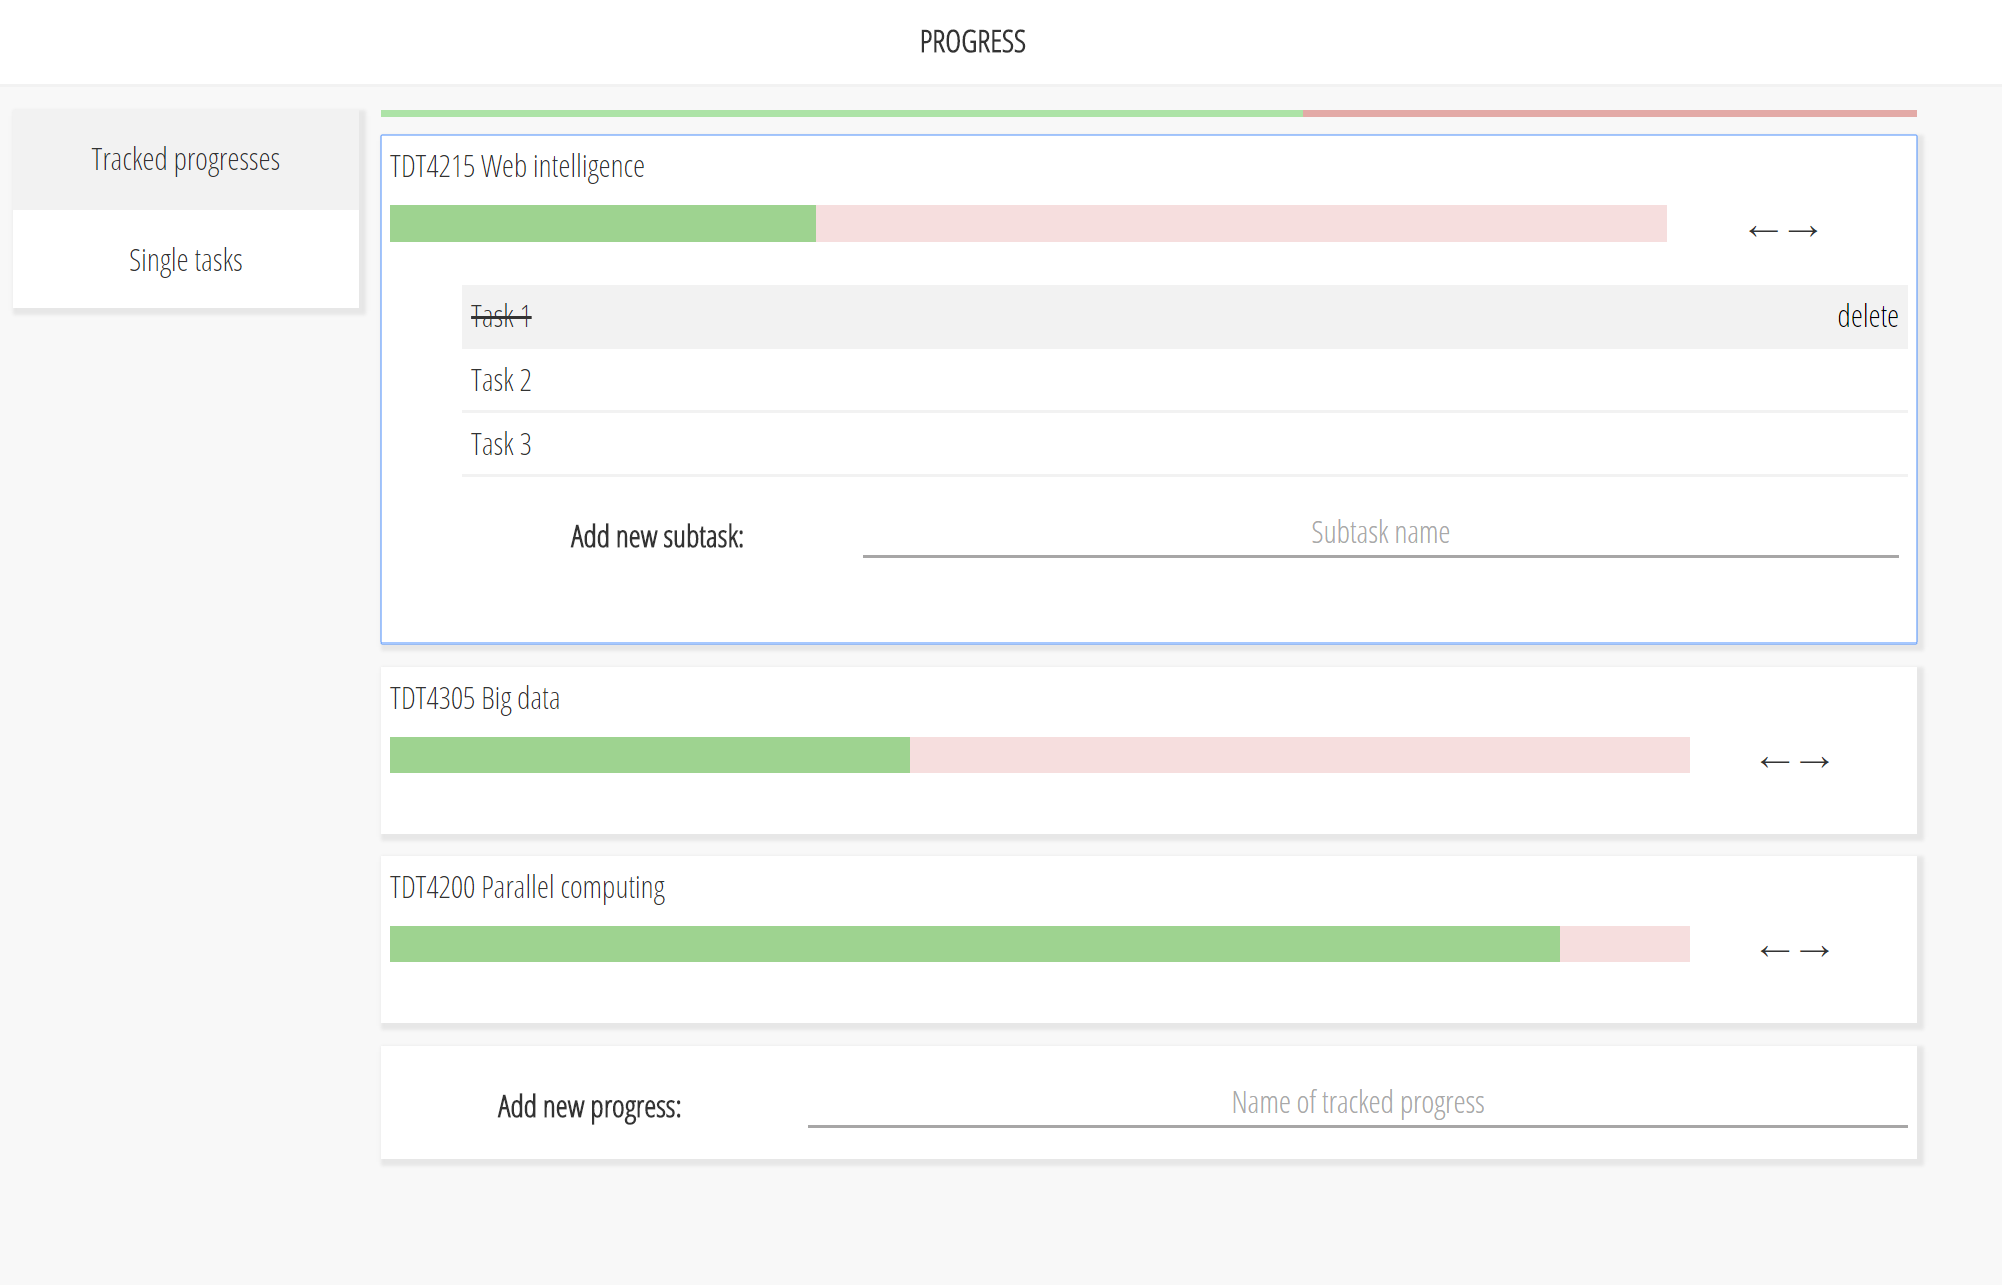 PROGRESS
Tracked progresses
Single tasks
TDT4215 Web intelligence
← →
Task 1
delete
Task 2
Task 3
Add new subtask:
Subtask name
TDT4305 Big data
← →
TDT4200 Parallel computing
← →
Add new progress:
Name of tracked progress